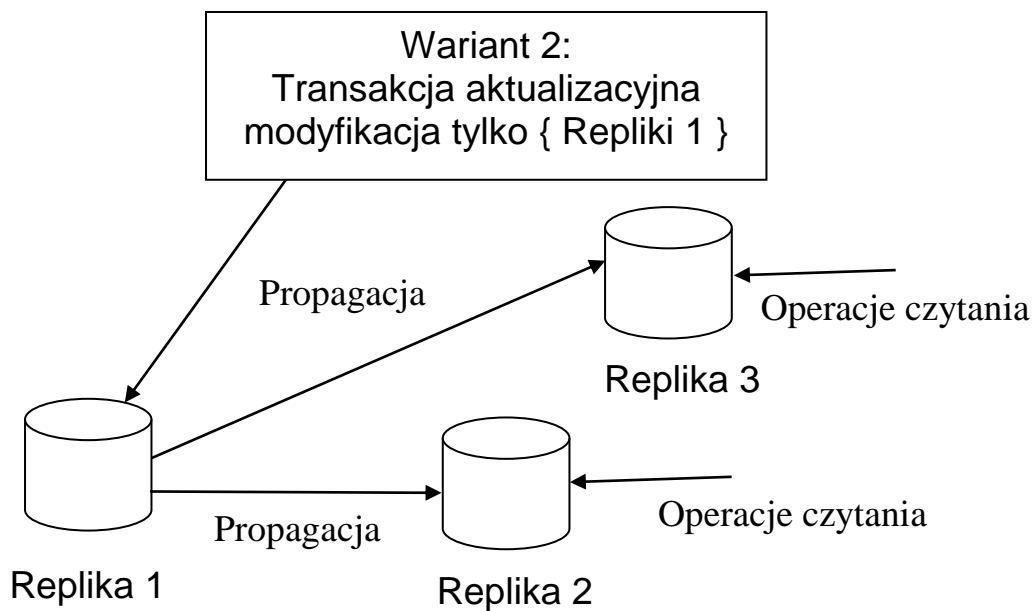 Wariant 2:
Transakcja aktualizacyjna
modyfikacja tylko { Repliki 1 }
Propagacja
Operacje czytania
Replika 3
Propagacja
Operacje czytania
Replika 1
Replika 2